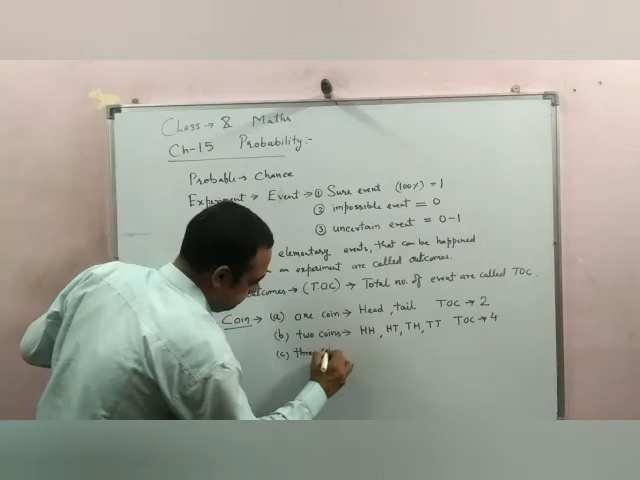 Class → 8 Maths
Ch-15 Probability:-
Probable → Chance
Experiment → Event → ① Sure event (100%) = 1
② impossible event = 0
③ uncertain event = 0-1
elementary events, that can be happened
an experiment are called outcomes.
outcomes → (T.O.C) → Total no. of event are called TOC.
Coin → (a) one coin → Head, tail TOC → 2
(b) two coins → HH, HT, TH, TT TOC → 4
(c) three